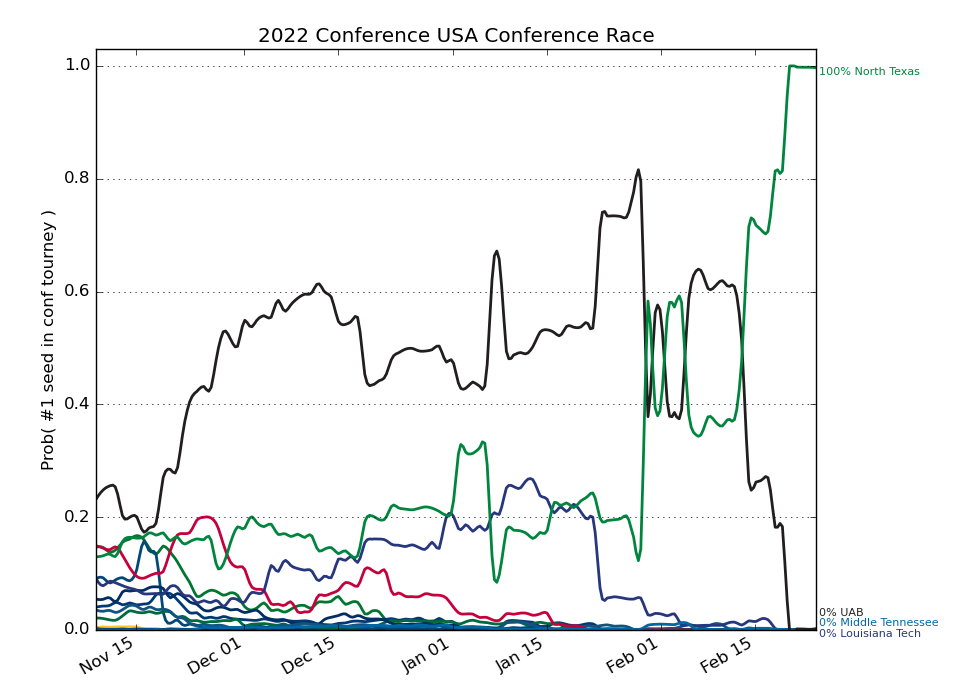 2022 Conference USA Conference Race
Prob( #1 seed in conf tourney )
1.0
0.8
0.6
0.4
0.2
0.0
Nov 15
Dec 01
Dec 15
Jan 01
Jan 15
Feb 01
Feb 15
100% North Texas
0% UAB
0% Middle Tennessee
0% Louisiana Tech